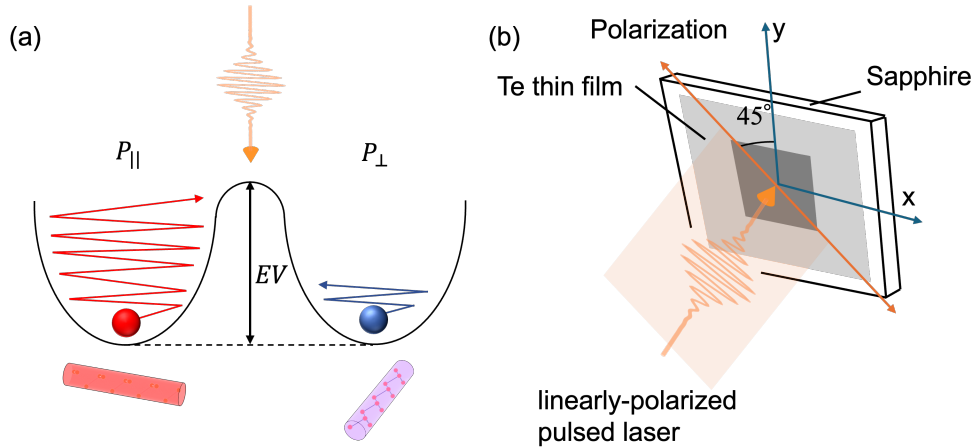 (a)
P||
P⊥
EV
(b)
Polarization
y
Te thin film
Sapphire
45°
x
linearly-polarized
pulsed laser